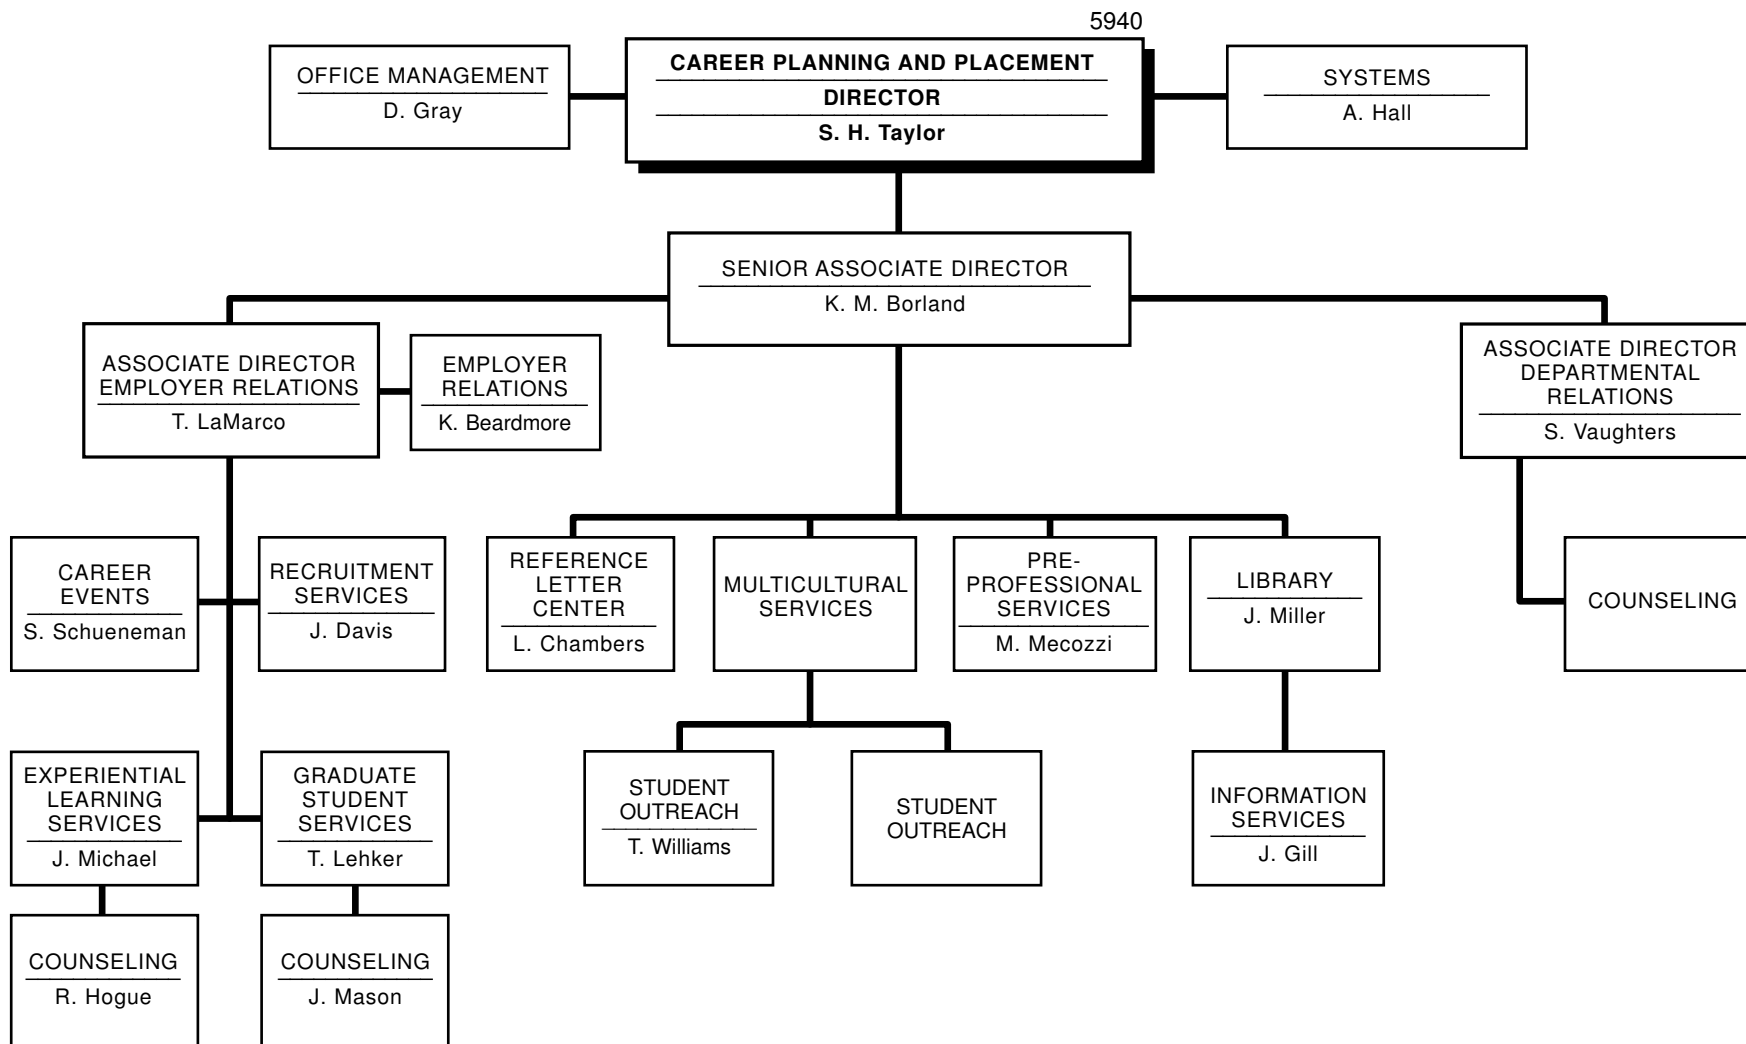 5940
OFFICE MANAGEMENT
D. Gray
CAREER PLANNING AND PLACEMENT
DIRECTOR
S. H. Taylor
SYSTEMS
A. Hall
SENIOR ASSOCIATE DIRECTOR
K. M. Borland
ASSOCIATE DIRECTOR
EMPLOYER RELATIONS
T. LaMarco
EMPLOYER
RELATIONS
K. Beardmore
ASSOCIATE DIRECTOR
DEPARTMENTAL
RELATIONS
S. Vaughters
CAREER
EVENTS
S. Schueneman
RECRUITMENT
SERVICES
J. Davis
REFERENCE
LETTER
CENTER
L. Chambers
MULTICULTURAL
SERVICES
PRE-
PROFESSIONAL
SERVICES
M. Mecozzi
LIBRARY
J. Miller
COUNSELING
EXPERIENTIAL
LEARNING
SERVICES
J. Michael
GRADUATE
STUDENT
SERVICES
T. Lehker
STUDENT
OUTREACH
T. Williams
STUDENT
OUTREACH
INFORMATION
SERVICES
J. Gill
COUNSELING
R. Hogue
COUNSELING
J. Mason